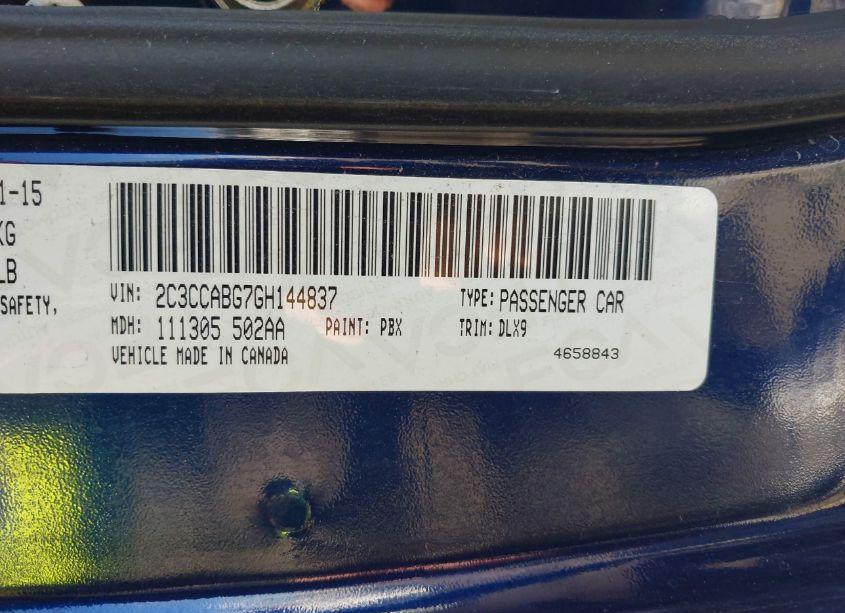 1-15
KG
LB
SAFETY,
VIN: 2C3CCABG7GH144837 TYPE: PASSENGER CAR
MDH: 111305 502AA PAINT: PBX TRIM: DLX9
VEHICLE MADE IN CANADA 4658843